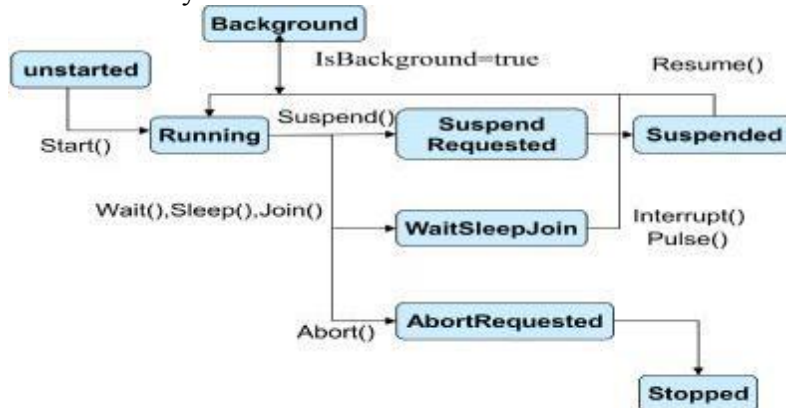 Background
IsBackground=true
Resume()
unstarted
Start()
Running
Suspend()
Suspend
Requested
Suspended
Wait(),Sleep(),Join()
WaitSleepJoin
Interrupt()
Pulse()
Abort()
AbortRequested
Stopped